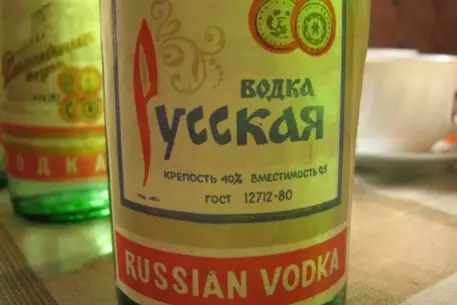 ВОДКА
Русская
КРЕПОСТЬ 40% ВМЕСТИМОСТЬ 0,5
ГОСТ 12712-80
RUSSIAN VODKA
ВОДКА